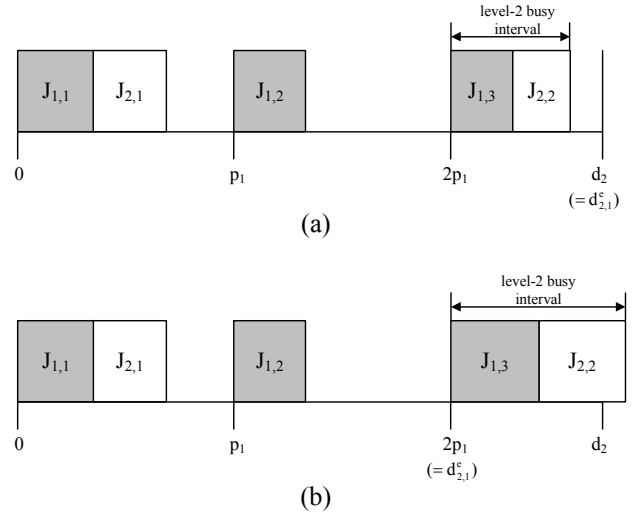 level-2 busy
interval
J1,1 J2,1 J1,2 J1,3 J2,2
0 p1 2p1 d2
(= d^e_2,1)
(a)
level-2 busy
interval
J1,1 J2,1 J1,2 J1,3 J2,2
0 p1 2p1 d2
(= d^e_2,1)
(b)